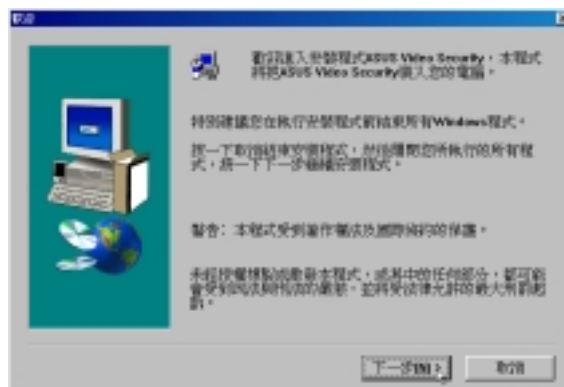 歡迎
歡迎進入安裝程式ASUS Video Security，本程式
將把ASUS Video Security裝入您的電腦。
特別建議您在執行安裝程式前結束所有Windows程式。
按一下取消結束安裝程式，然後關閉您所執行的所有程
式，按一下下一步繼續安裝程式。
警告：本程式受到著作權法及國際條約的保護。
未經授權複製或散發本程式，或其中的任何部分，都可能
會受到民法與刑法的嚴懲，並將受法律允許的最大刑罰起
訴。
下一步(N) >
取消